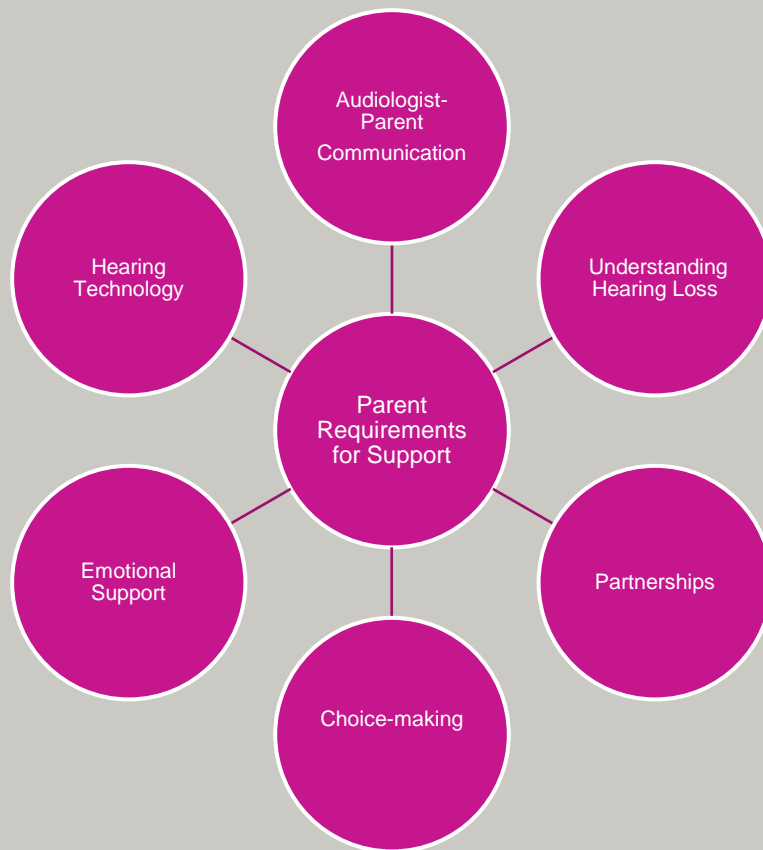 Audiologist-
Parent
Communication
Hearing
Technology
Understanding
Hearing Loss
Parent
Requirements
for Support
Emotional
Support
Partnerships
Choice-making